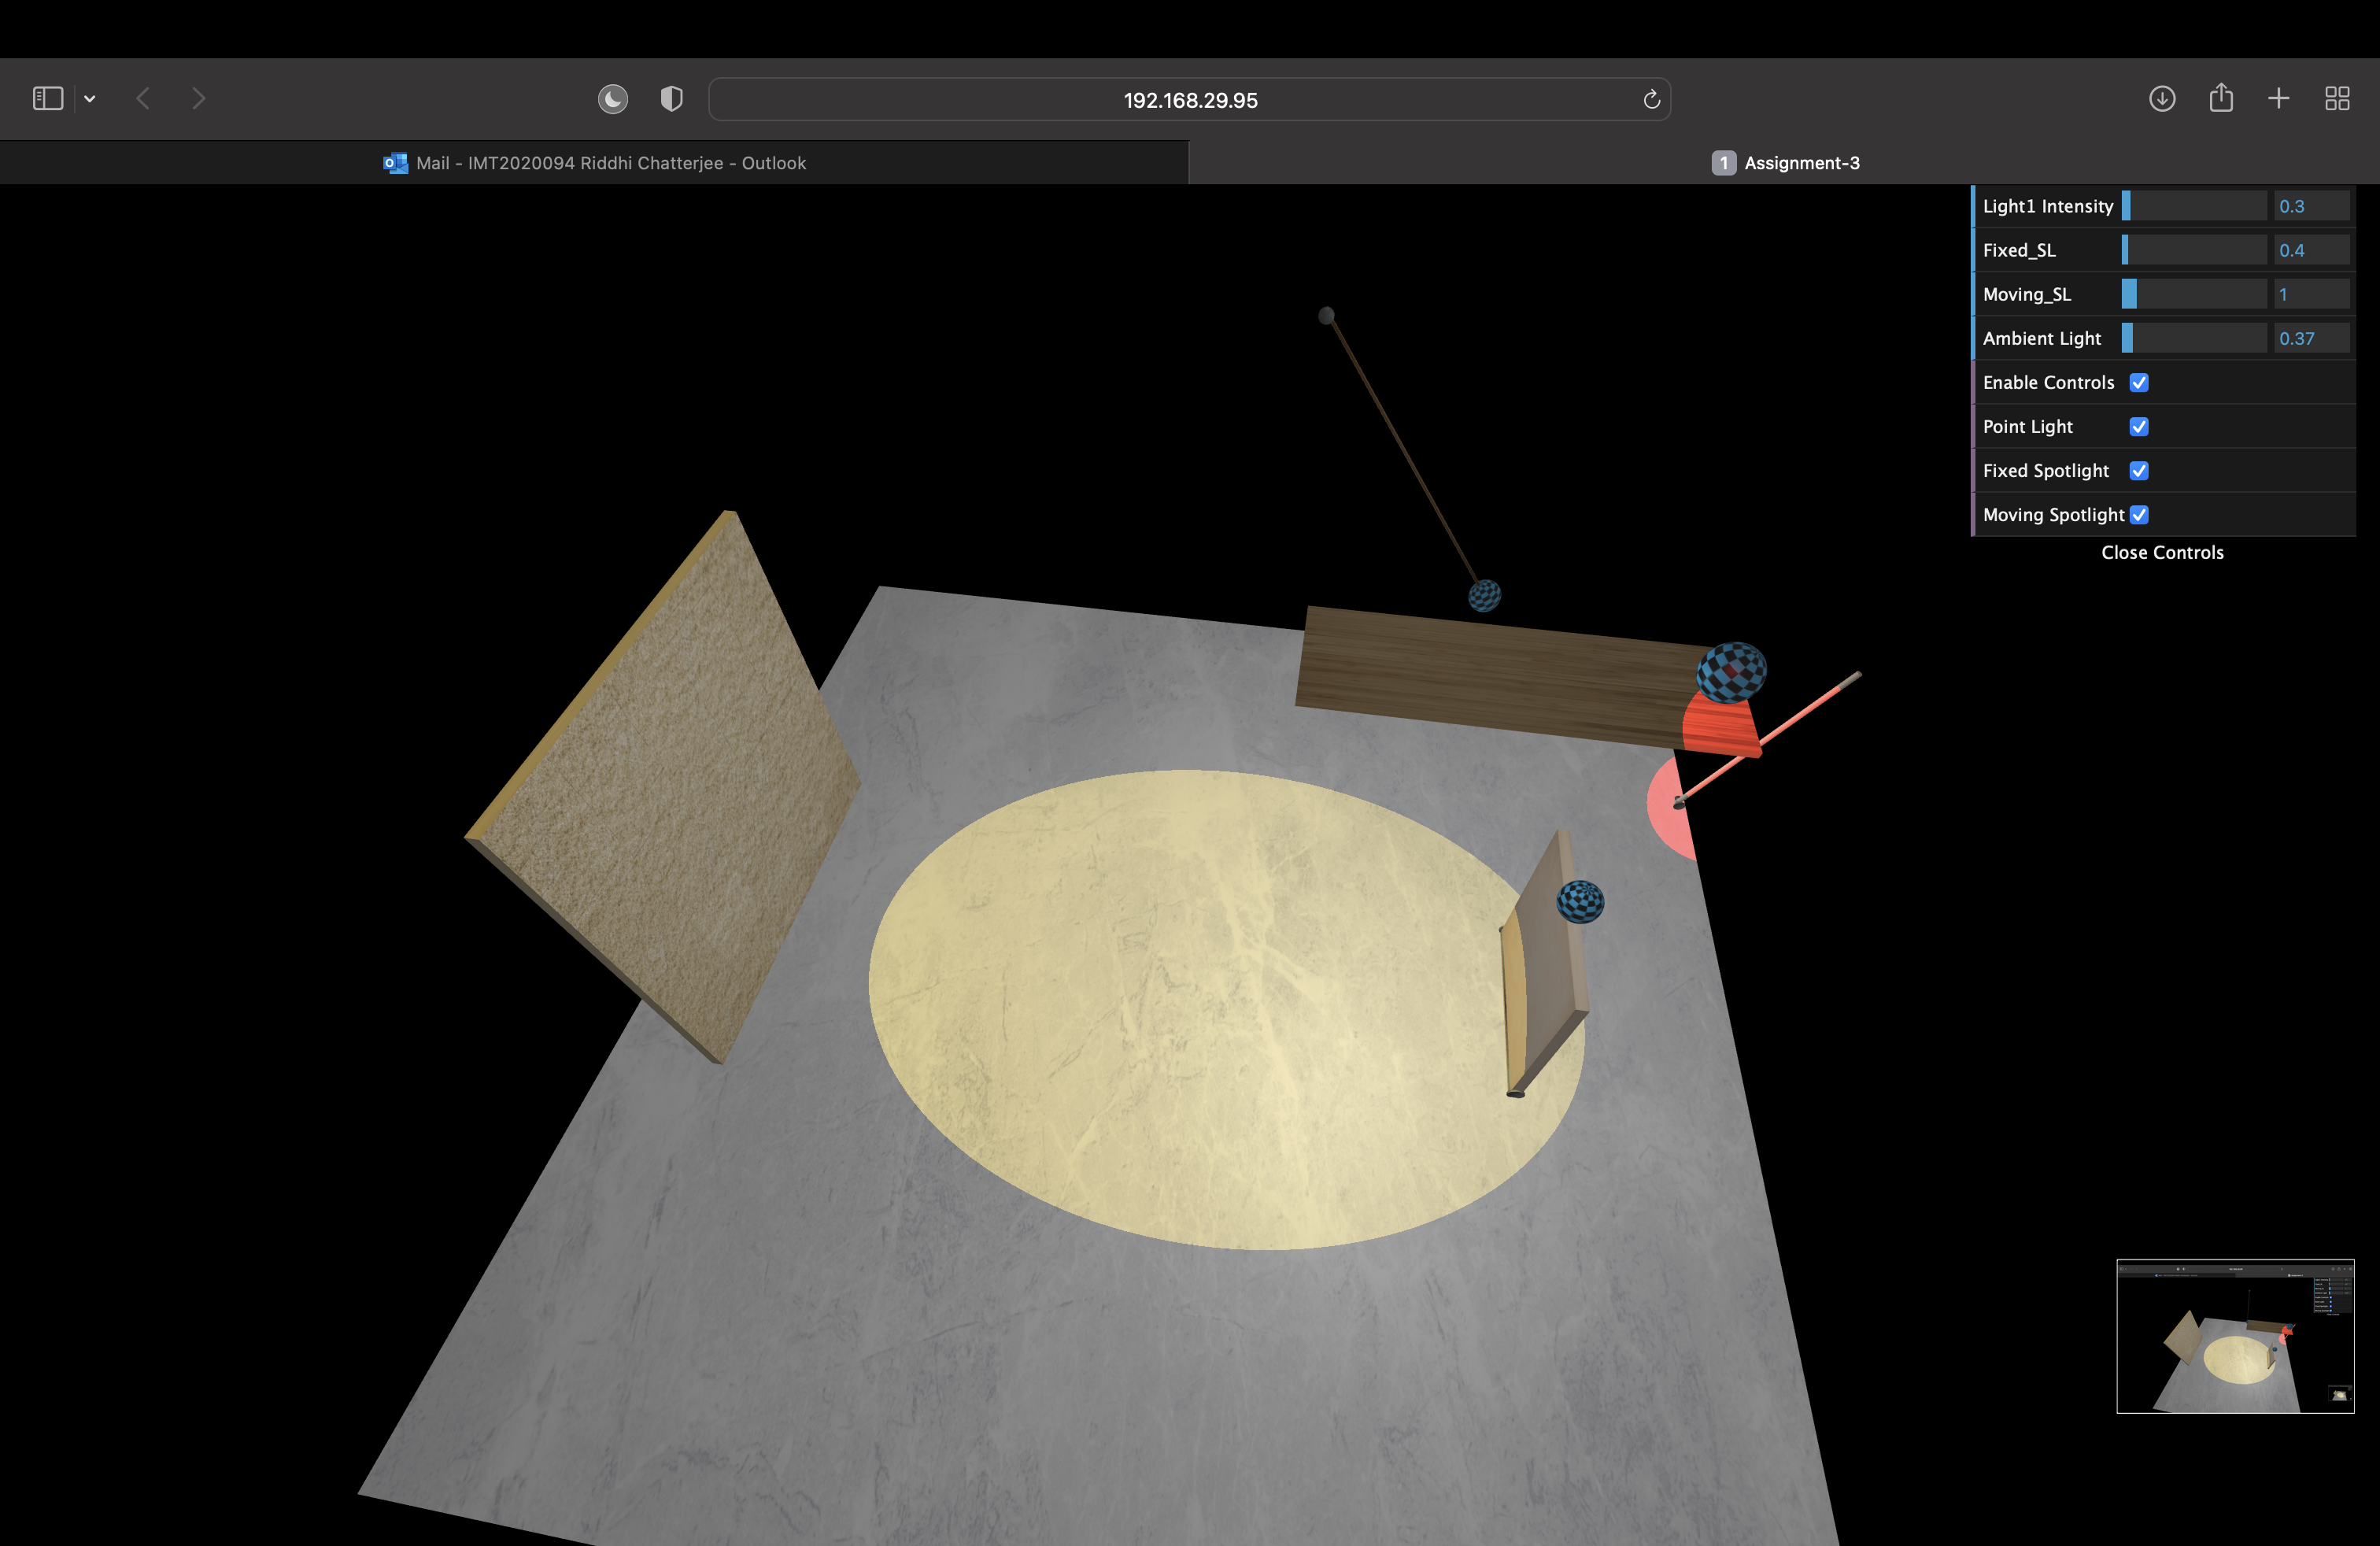 192.168.29.95
Mail - IMT2020094 Riddhi Chatterjee - Outlook
1 Assignment-3
Light1 Intensity 0.3
Fixed_SL 0.4
Moving_SL 1
Ambient Light 0.37
Enable Controls
Point Light
Fixed Spotlight
Moving Spotlight
Close Controls